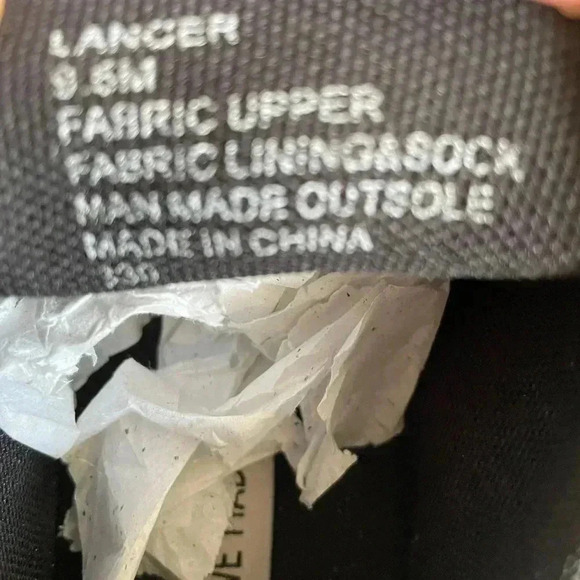 LANCER
9.5M
FABRIC UPPER
FABRIC LINING&SOCK
MAN MADE OUTSOLE
MADE IN CHINA